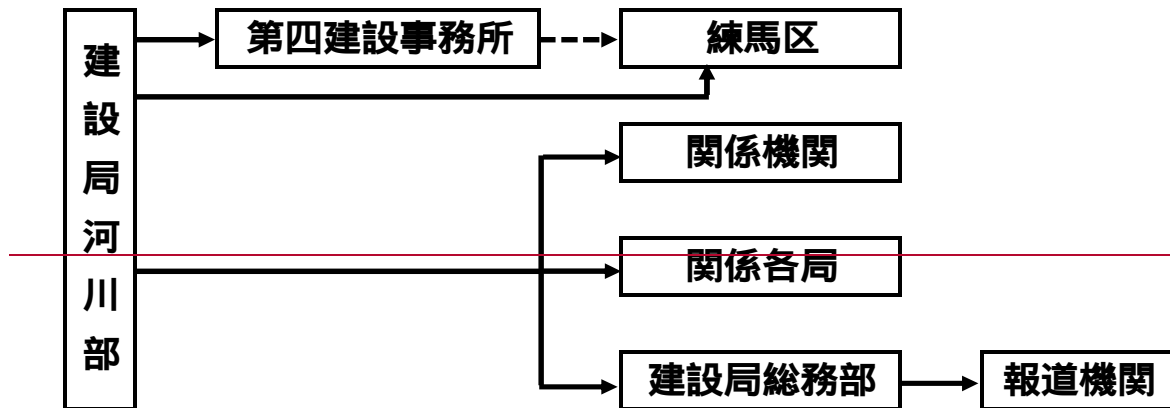 建設局河川部
第四建設事務所
練馬区
関係機関
関係各局
建設局総務部
報道機関